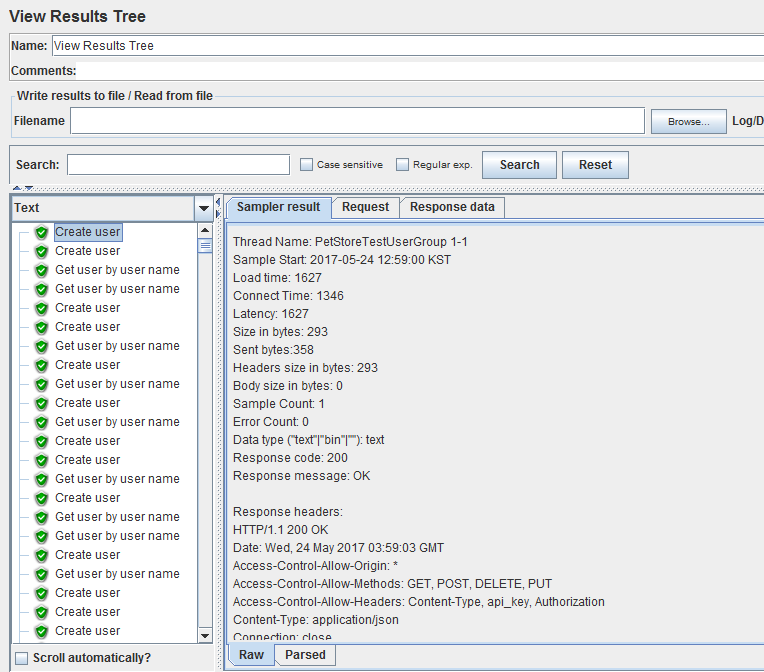 View Results Tree
Name: View Results Tree
Comments:
Write results to file / Read from file
Filename Browse... Log/D
Search: Case sensitive Regular exp. Search Reset
Text
Create user
Create user
Get user by user name
Get user by user name
Create user
Create user
Get user by user name
Create user
Get user by user name
Create user
Get user by user name
Create user
Create user
Get user by user name
Create user
Get user by user name
Get user by user name
Create user
Get user by user name
Create user
Create user
Create user
Scroll automatically?
Sampler result Request Response data
Thread Name: PetStoreTestUserGroup 1-1
Sample Start: 2017-05-24 12:59:00 KST
Load time: 1627
Connect Time: 1346
Latency: 1627
Size in bytes: 293
Sent bytes:358
Headers size in bytes: 293
Body size in bytes: 0
Sample Count: 1
Error Count: 0
Data type ("text"|"bin"|""): text
Response code: 200
Response message: OK
Response headers:
HTTP/1.1 200 OK
Date: Wed, 24 May 2017 03:59:03 GMT
Access-Control-Allow-Origin: *
Access-Control-Allow-Methods: GET, POST, DELETE, PUT
Access-Control-Allow-Headers: Content-Type, api_key, Authorization
Content-Type: application/json
Connection: close
Raw Parsed